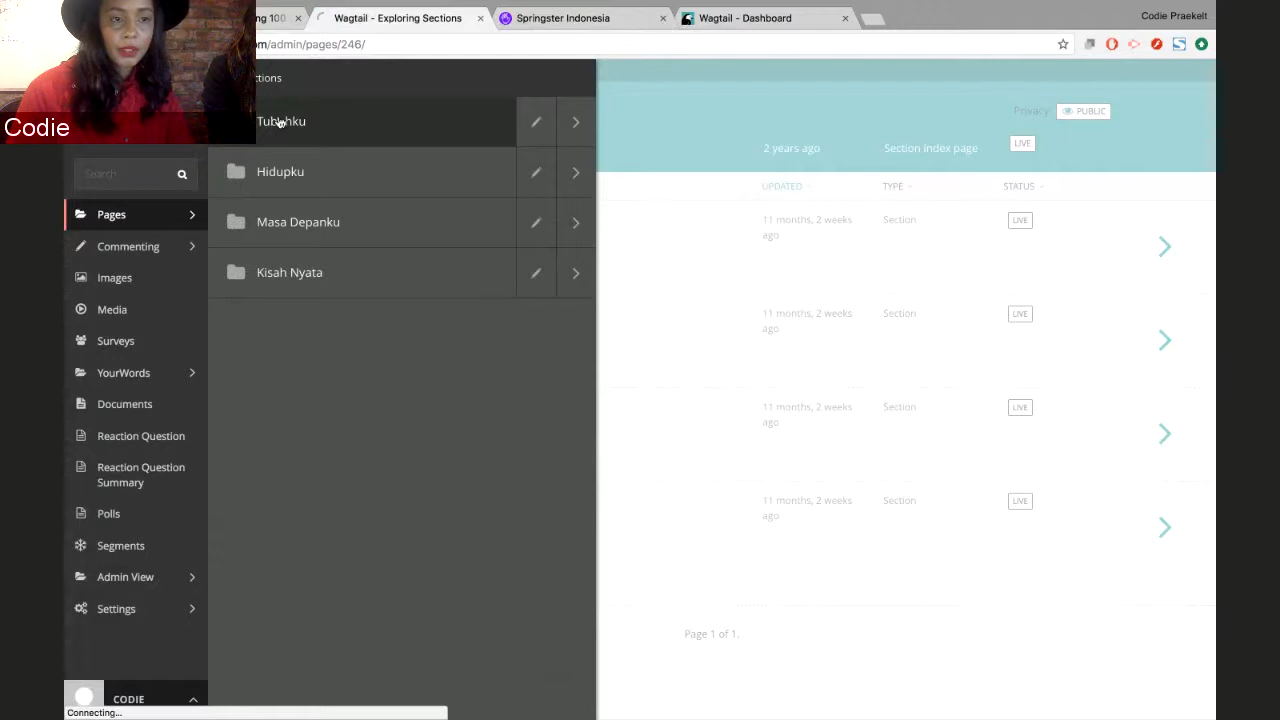 ng 100
Wagtail - Exploring Sections
Springster Indonesia
Wagtail - Dashboard
Codie Praekelt
om/admin/pages/246/
ctions
Codie
Search
Pages
Commenting
Images
Media
Surveys
YourWords
Documents
Reaction Question
Reaction Question
Summary
Polls
Segments
Admin View
Settings
CODIE
Connecting...
Hidupku
Masa Depanku
Kisah Nyata
Privacy:
PUBLIC
2 years ago
Section index page
LIVE
UPDATED
TYPE
STATUS
11 months, 2 weeks
ago
Section
LIVE
11 months, 2 weeks
ago
Section
LIVE
11 months, 2 weeks
ago
Section
LIVE
11 months, 2 weeks
ago
Section
LIVE
Page 1 of 1.